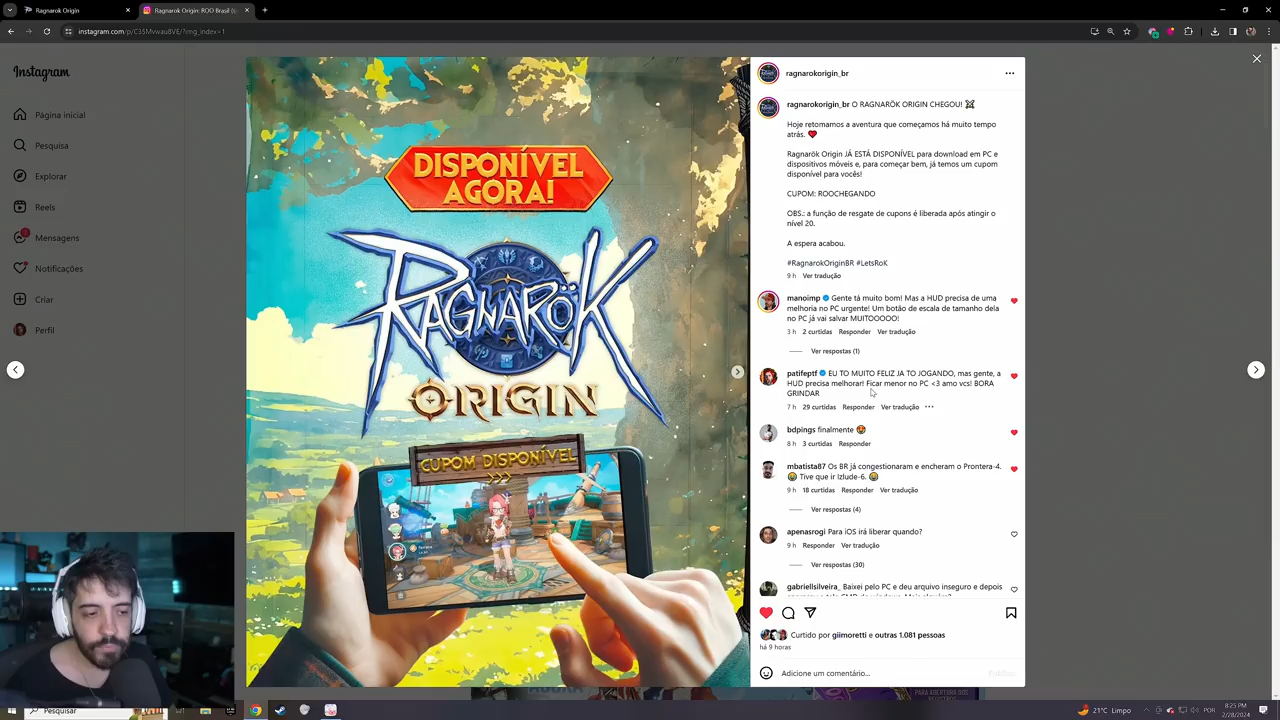 Ragnarok Origin
Instagram
Ragnarok Origin: ROO Brasil (
instagram.com/p/C35Mvwau8VE/?img_index=1
Instagram
Página inicial
Pesquisa
Explorar
Reels
Mensagens
Notificações
Criar
Perfil
DISPONÍVEL
AGORA!
RAGNARÖK
ORIGIN
CUPOM DISPONÍVEL
ragnarokorigin_br
ragnarokorigin_br O RAGNARÖK ORIGIN CHEGOU!
Hoje retomamos a aventura que começamos há muito tempo
atrás.
Ragnarök Origin JÁ ESTÁ DISPONÍVEL para download em PC e
dispositivos móveis e, para começar bem, já temos um cupom
disponível para vocês!
CUPOM: ROOCHEGANDO
OBS.: a função de resgate de cupons é liberada após atingir o
nível 20.
A espera acabou.
#RagnarokOriginBR #LetsRoK
9 h Ver tradução
manoimp Gente tá muito bom! Mas a HUD precisa de uma
melhoria no PC urgente! Um botão de escala de tamanho dela
no PC já vai salvar MUITOOOOO!
3 h 2 curtidas Responder Ver tradução
Ver respostas (1)
patifeptf EU TO MUITO FELIZ JA TO JOGANDO, mas gente, a
HUD precisa melhorar! Ficar menor no PC <3 amo vcs! BORA
GRINDAR
7 h 29 curtidas Responder Ver tradução
bdpings finalmente
8 h 3 curtidas Responder
mbatista87 Os BR já congestionaram e encheram o Prontera-4.
Tive que ir Izlude-6.
9 h 18 curtidas Responder Ver tradução
Ver respostas (4)
apenasrogi Para iOS irá liberar quando?
9 h Responder Ver tradução
Ver respostas (30)
gabriellsilveira_ Baixei pelo PC e deu arquivo inseguro e depois
Curtido por giimoretti e outras 1.081 pessoas
há 9 horas
Adicione um comentário...
Publicar
PARA ABERTURA DOS
Pesquisar
21°C Limpo
POR
8:25 PM
2/28/2024